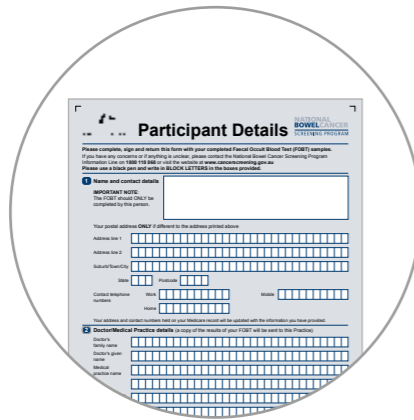 Participant Details
NATIONAL
BOWELCANCER
SCREENING PROGRAM
Please complete, sign and return this form with your completed Faecal Occult Blood Test (FOBT) samples.
If you have any concerns or if anything is unclear, please contact the National Bowel Cancer Screening Program
Information Line on 1800 118 868 or visit the website at www.cancerscreening.gov.au
Please use a black pen and write in BLOCK LETTERS in the boxes provided.
1 Name and contact details
IMPORTANT NOTE:
The FOBT should ONLY be
completed by this person.
Your postal address ONLY if different to the address printed above
Address line 1
Address line 2
Suburb/Town/City
State Postcode
Contact telephone numbers Work Mobile
Home
Your address and contact numbers held on your Medicare record will be updated with the information you have provided.
2 Doctor/Medical Practice details (a copy of the results of your FOBT will be sent to this Practice)
Doctor's
family name
Doctor's given
name
Medical
practice name